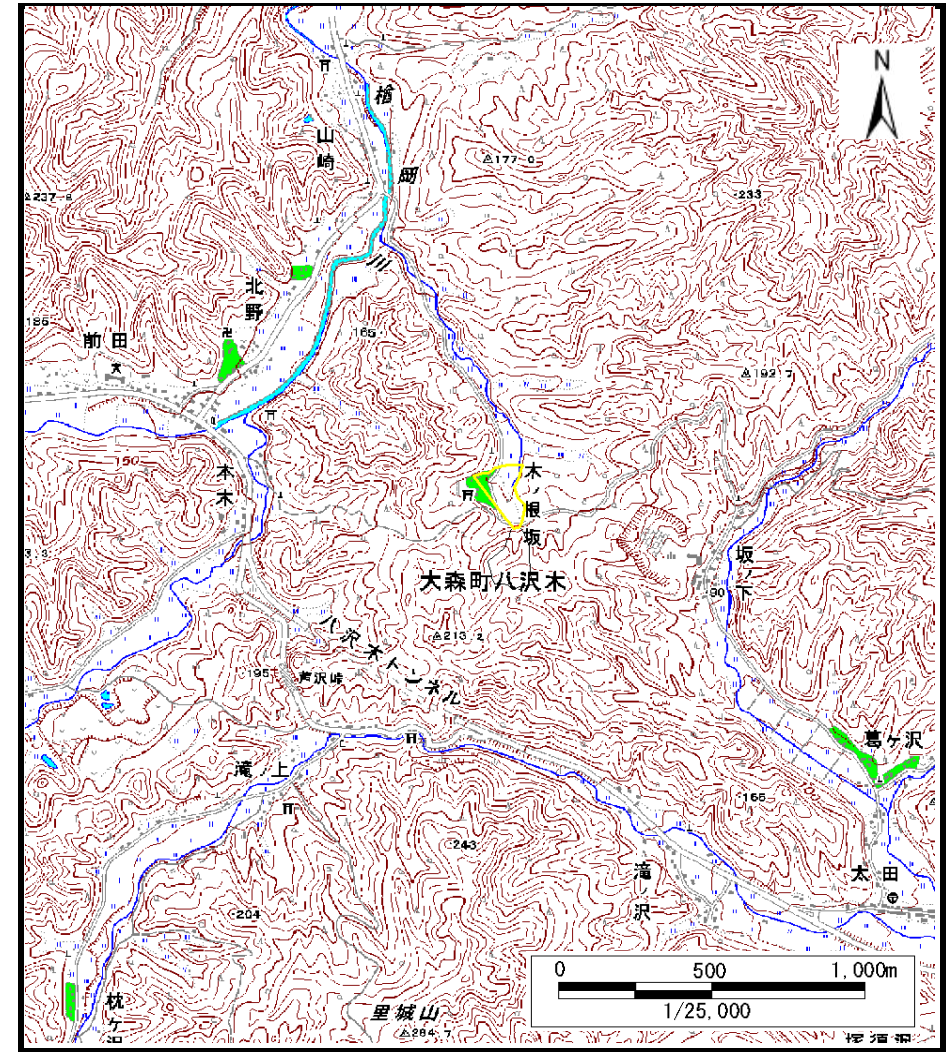 N
楢岡川
山崎
△177.0
・233
△237.8
北野
・185
前田
文
165
△192.7
150
本木
木ノ根坂
坂ノ下
90
大森町八沢木
△213.2
八沢木トンネル
・195
芦沢峠
葛ヶ沢
滝ノ上
・165
・243
滝ノ沢
太田
・204
0 500 1,000m
1/25,000
里城山
△284.7